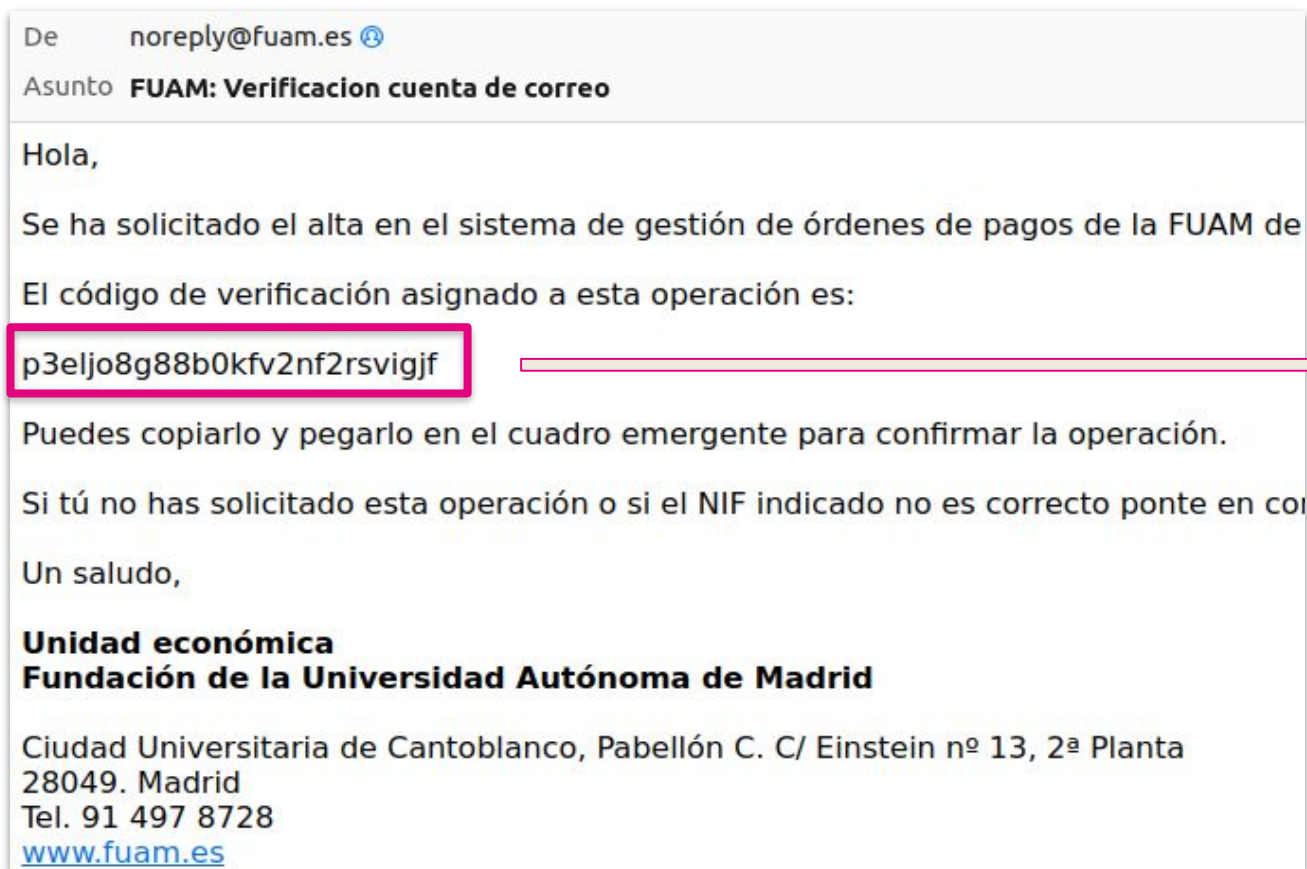 De noreply@fuam.es
Asunto FUAM: Verificacion cuenta de correo
Hola,
Se ha solicitado el alta en el sistema de gestión de órdenes de pagos de la FUAM de
El código de verificación asignado a esta operación es:
p3eljo8g88b0kfv2nf2rsvigjf
Puedes copiarlo y pegarlo en el cuadro emergente para confirmar la operación.
Si tú no has solicitado esta operación o si el NIF indicado no es correcto ponte en
Un saludo,
Unidad económica
Fundación de la Universidad Autónoma de Madrid
Ciudad Universitaria de Cantoblanco, Pabellón C. C/ Einstein nº 13, 2ª Planta
28049. Madrid
Tel. 91 497 8728
www.fuam.es